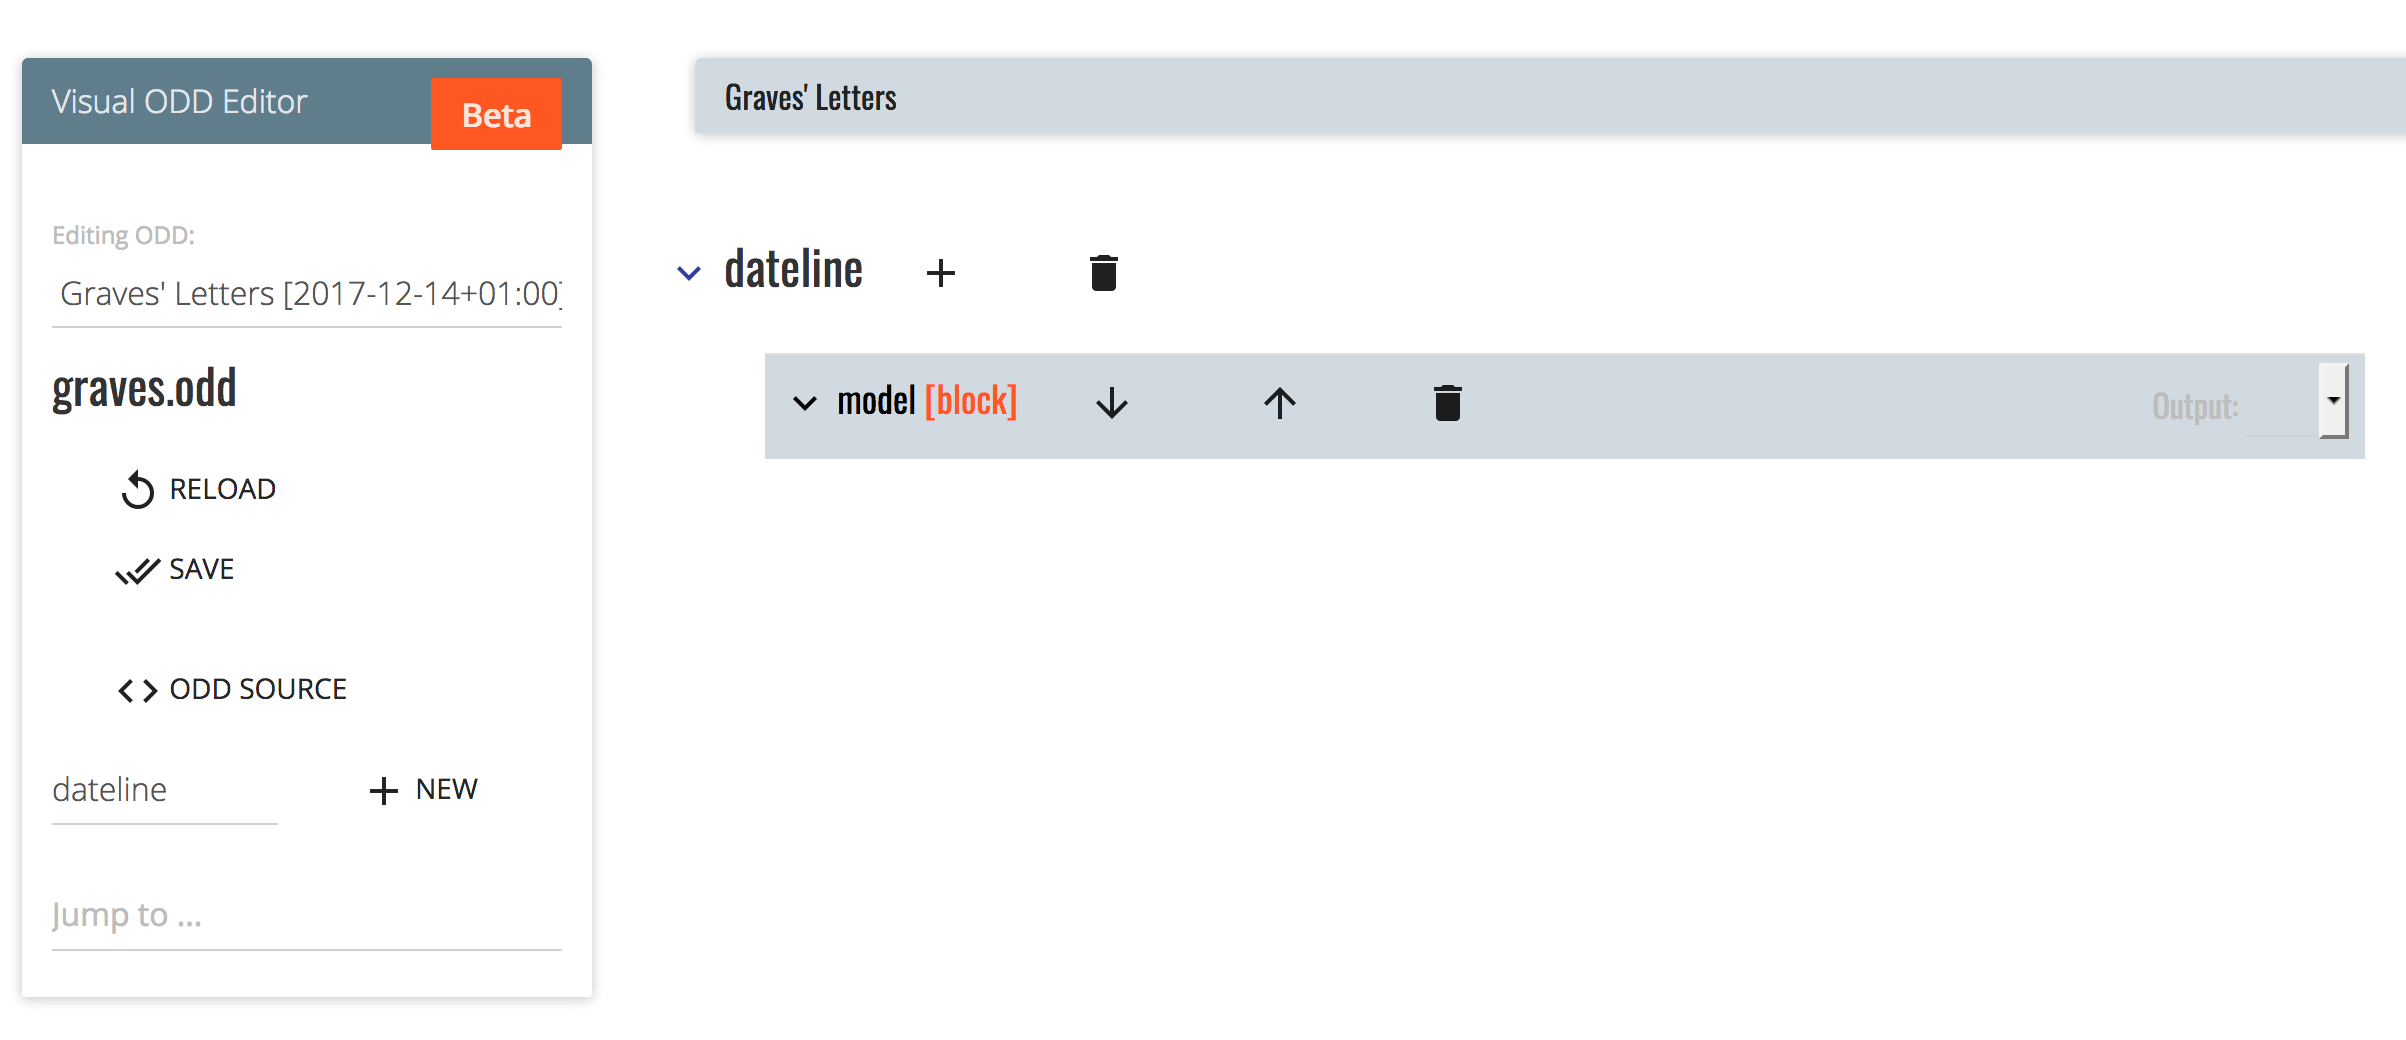 Visual ODD Editor
Beta
Editing ODD:
Graves' Letters [2017-12-14+01:00]
graves.odd
RELOAD
SAVE
ODD SOURCE
dateline
NEW
Jump to ...
Graves' Letters
dateline
model [block]
Output: